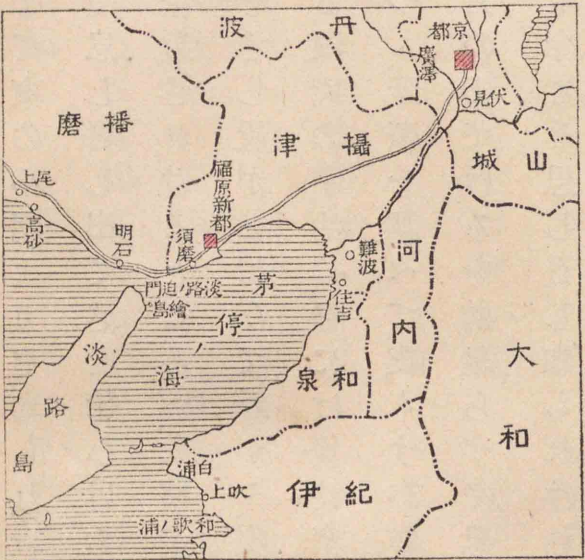 丹波
京都
廣澤
伏見
山城
攝津
播磨
福原新都
尾上
高砂
明石
須磨
淡路ノ迫門
繪島
茅停ノ海
難波
住吉
河内
大和
和泉
淡路島
白浦
吹上
紀伊
和歌ノ浦